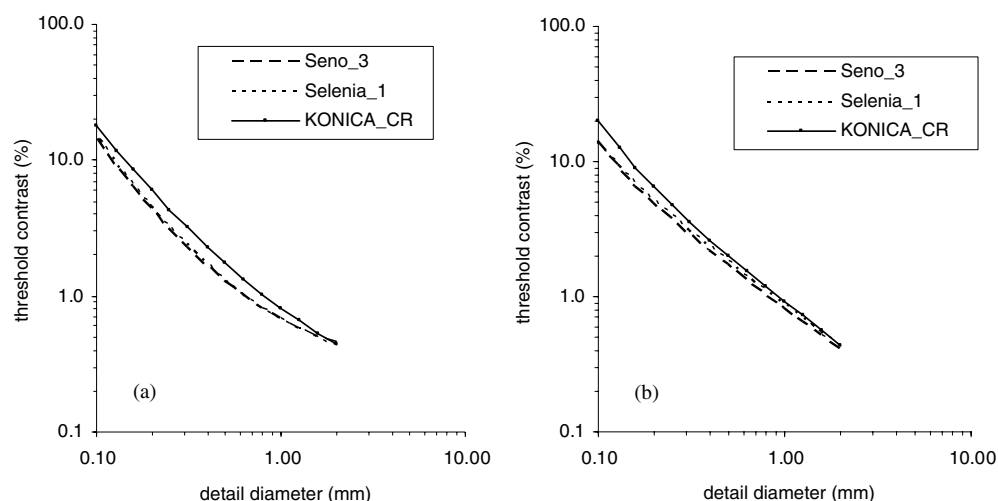 100.0
10.0
1.0
0.1
threshold contrast (%)
Seno_3
Selenia_1
KONICA_CR
(a)
0.10 1.00 10.00
detail diameter (mm)
100.0
10.0
1.0
0.1
threshold contrast (%)
Seno_3
Selenia_1
KONICA_CR
(b)
0.10 1.00 10.00
detail diameter (mm)